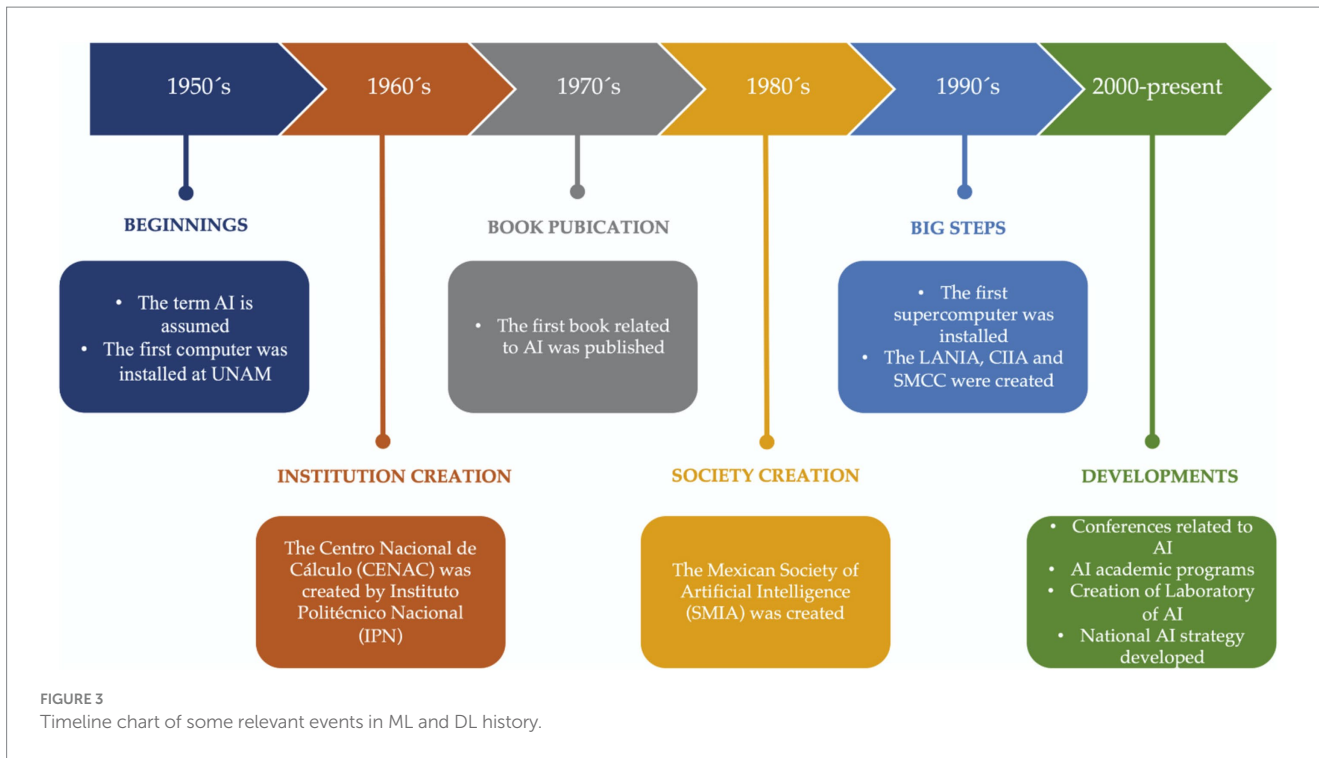 1950´s
1960´s
1970´s
1980´s
1990´s
2000-present
BEGINNINGS
• The term AI is
assumed
• The first computer was
installed at UNAM
INSTITUTION CREATION
The Centro Nacional de
Cálculo (CENAC) was
created by Instituto
Politécnico Nacional
(IPN)
BOOK PUBICATION
• The first book related
to AI was published
SOCIETY CREATION
The Mexican Society of
Artificial Intelligence
(SMIA) was created
BIG STEPS
• The first
supercomputer was
installed
• The LANIA, CIIA and
SMCC were created
DEVELOPMENTS
• Conferences related to
AI
• AI academic programs
• Creation of Laboratory
of AI
• National AI strategy
developed
FIGURE 3
Timeline chart of some relevant events in ML and DL history.